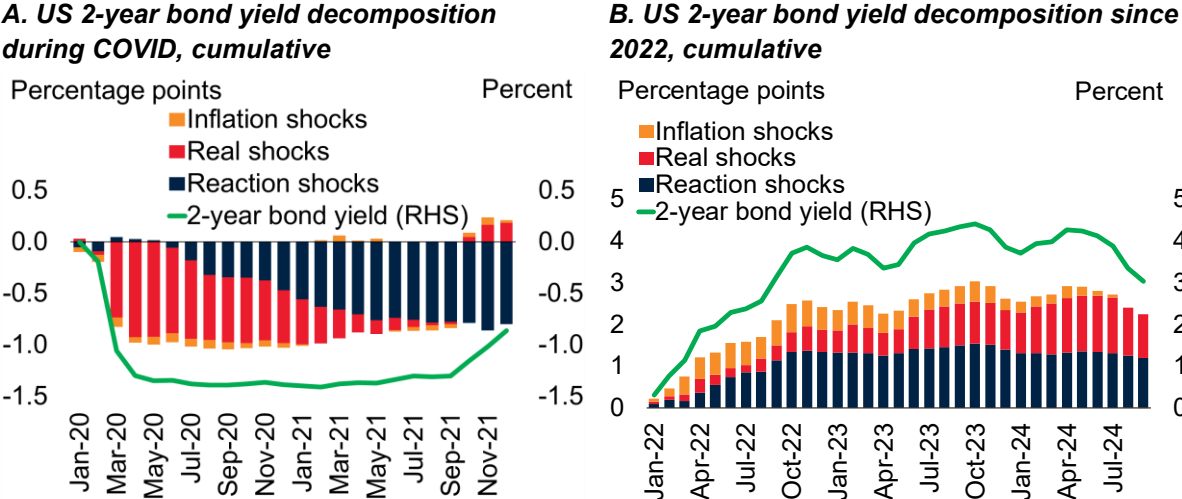 A. US 2-year bond yield decomposition
during COVID, cumulative
Percentage points
Percent
Inflation shocks
Real shocks
Reaction shocks
2-year bond yield (RHS)
0.5
0.0
-0.5
-1.0
-1.5
0.5
0.0
-0.5
-1.0
-1.5
Jan-20
Mar-20
May-20
Jul-20
Sep-20
Nov-20
Jan-21
Mar-21
May-21
Jul-21
Sep-21
Nov-21
B. US 2-year bond yield decomposition since
2022, cumulative
Percentage points
Percent
Inflation shocks
Real shocks
Reaction shocks
2-year bond yield (RHS)
5
4
3
2
1
0
5
4
3
2
1
0
Jan-22
Apr-22
Jul-22
Oct-22
Jan-23
Apr-23
Jul-23
Oct-23
Jan-24
Apr-24
Jul-24